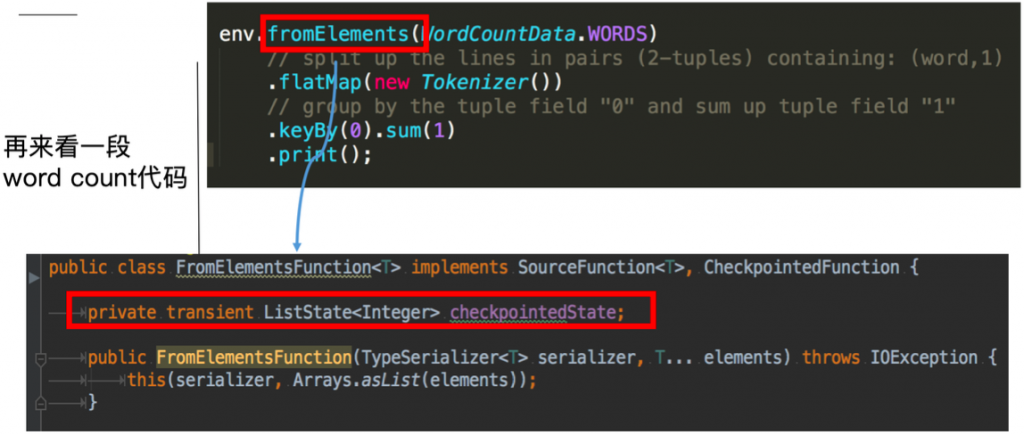 env.fromElements(WordCountData.WORDS)
// split up the lines in pairs (2-tuples) containing: (word,1)
.flatMap(new Tokenizer())
// group by the tuple field "0" and sum up tuple field "1"
.keyBy(0).sum(1)
.print();
再来看一段
word count代码
public class FromElementsFunction<T> implements SourceFunction<T>, CheckpointedFunction {
private transient ListState<Integer> checkpointedState;
public FromElementsFunction(TypeSerializer<T> serializer, T... elements) throws IOException {
this(serializer, Arrays.asList(elements));
}